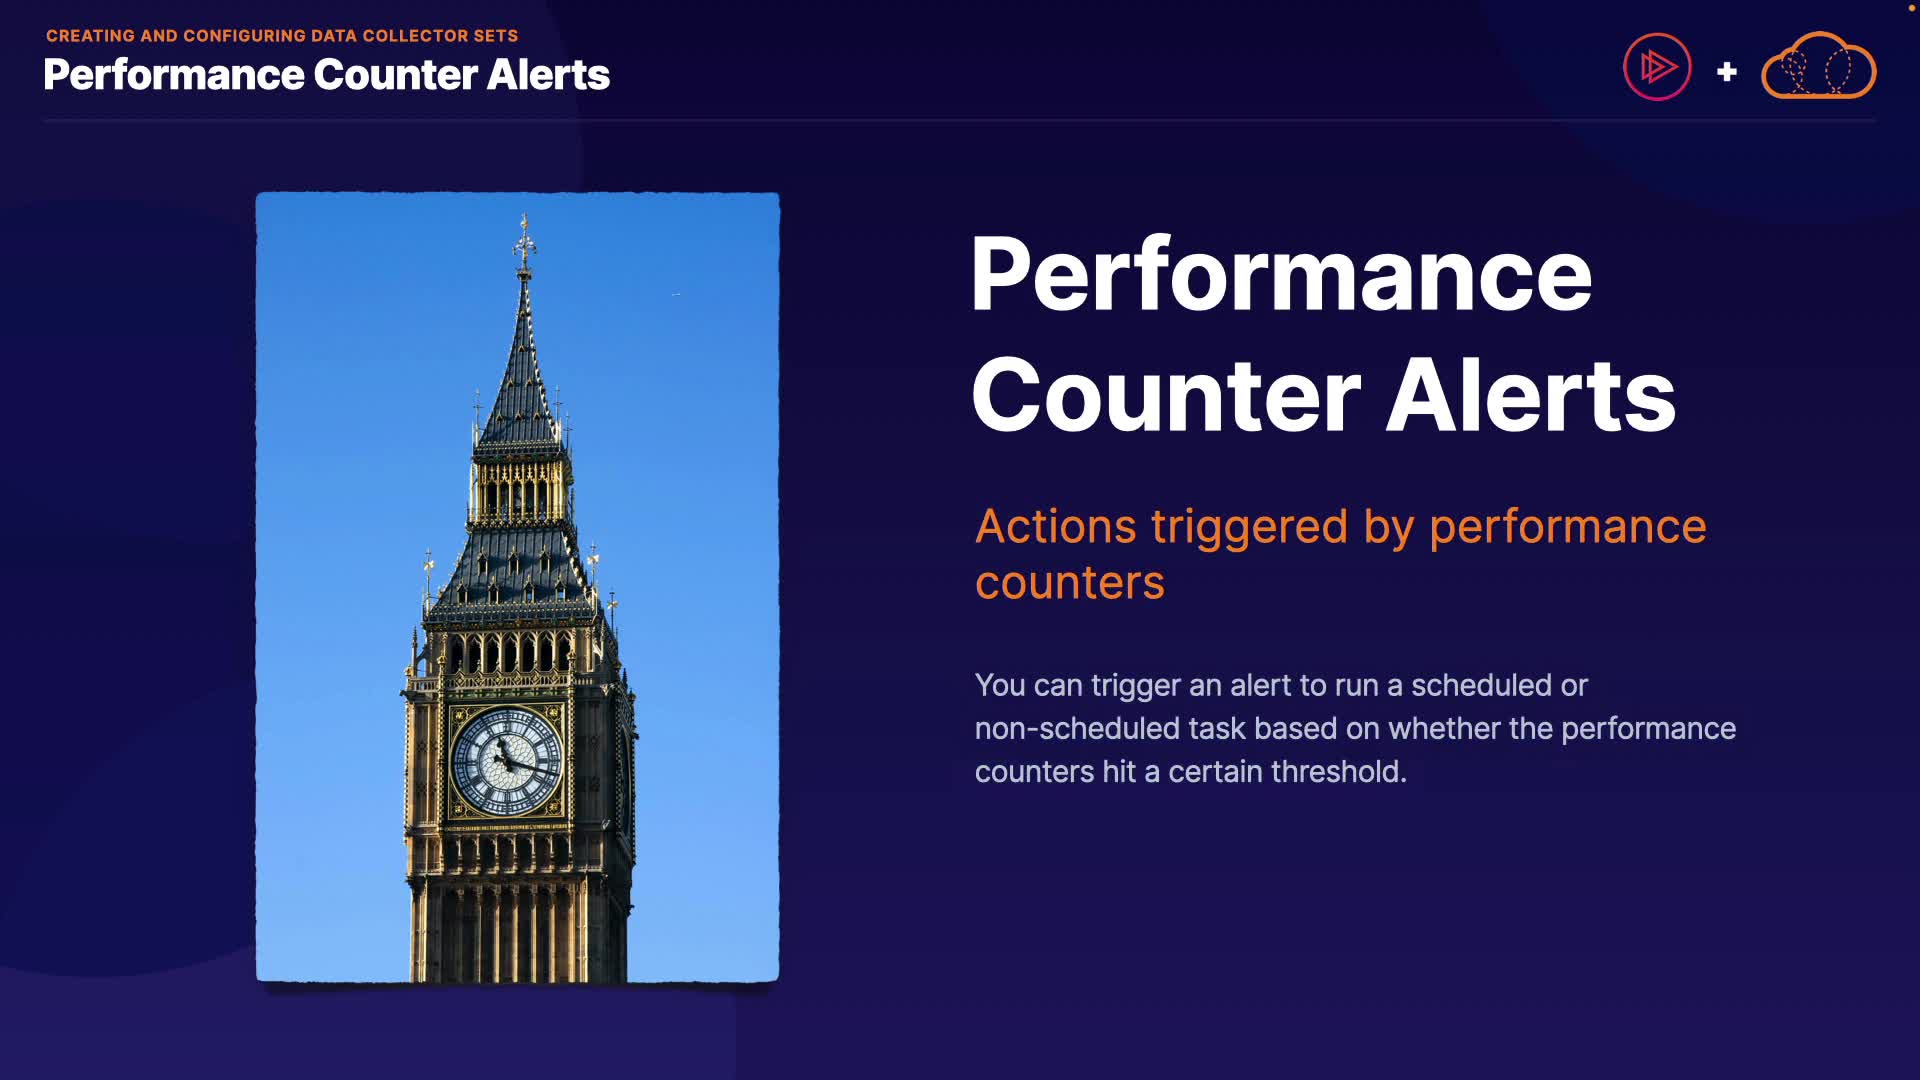 CREATING AND CONFIGURING DATA COLLECTOR SETS
Performance Counter Alerts
+
Performance
Counter Alerts
Actions triggered by performance
counters
You can trigger an alert to run a scheduled or
non-scheduled task based on whether the performance
counters hit a certain threshold.